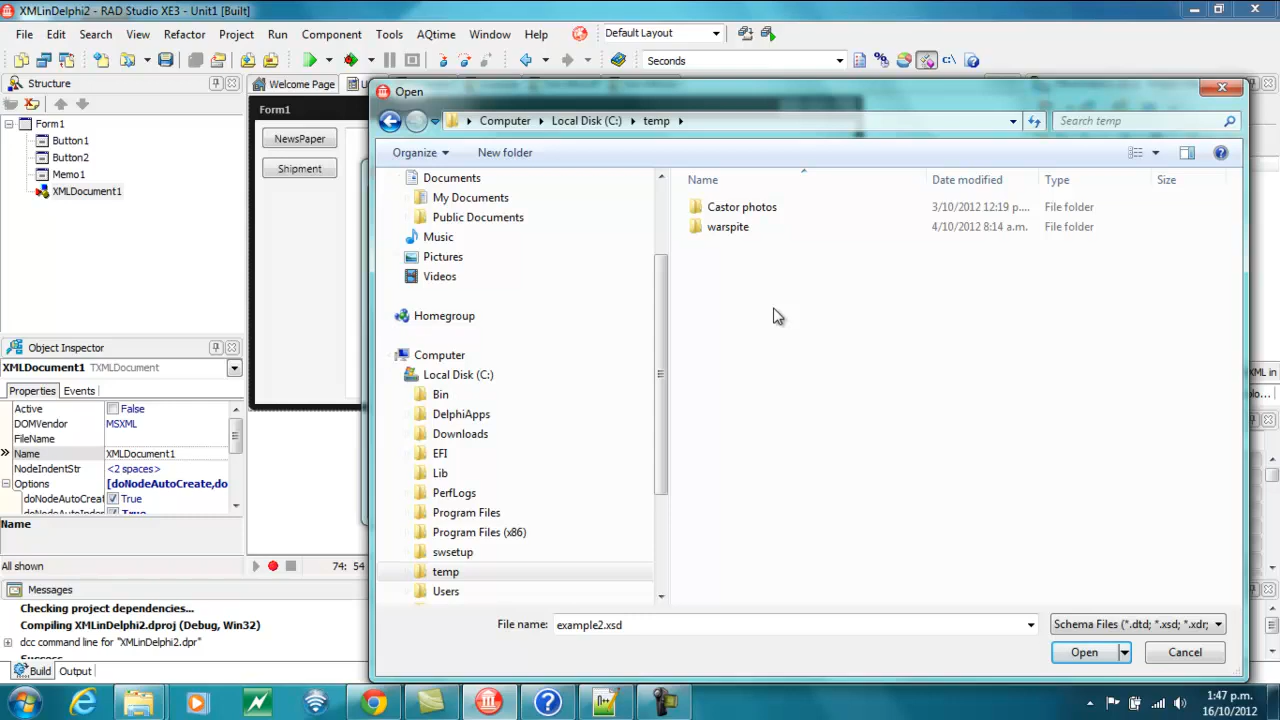 XMLinDelphi2 - RAD Studio XE3 - Unit1 [Built]
File Edit Search View Refactor Project Run Component Tools AQtime Window Help Default Layout
Seconds
Structure
Welcome Page
Form1
Button1
Button2
Memo1
XMLDocument1
Form1
NewsPaper
Shipment
Object Inspector
XMLDocument1 TXMLDocument
Properties Events
Active False
DOMVendor MSXML
FileName
Name XMLDocument1
NodeIndentStr <2 spaces>
Options [doNodeAutoCreate,do
doNodeAutoCreat True
Name
All shown
74: 54
Open
Computer Local Disk (C:) temp
Search temp
Organize New folder
Documents
My Documents
Public Documents
Music
Pictures
Videos
Homegroup
Computer
Local Disk (C:)
Bin
DelphiApps
Downloads
EFI
Lib
PerfLogs
Program Files
Program Files (x86)
swsetup
temp
Users
Name Date modified Type Size
Castor photos 3/10/2012 12:19 p.... File folder
warspite 4/10/2012 8:14 a.m. File folder
File name: example2.xsd Schema Files (*.dtd; *.xsd; *.xdr;
Open Cancel
Messages
Checking project dependencies...
Compiling XMLinDelphi2.dproj (Debug, Win32)
dcc command line for "XMLinDelphi2.dpr"
Build Output
1:47 p.m.
16/10/2012